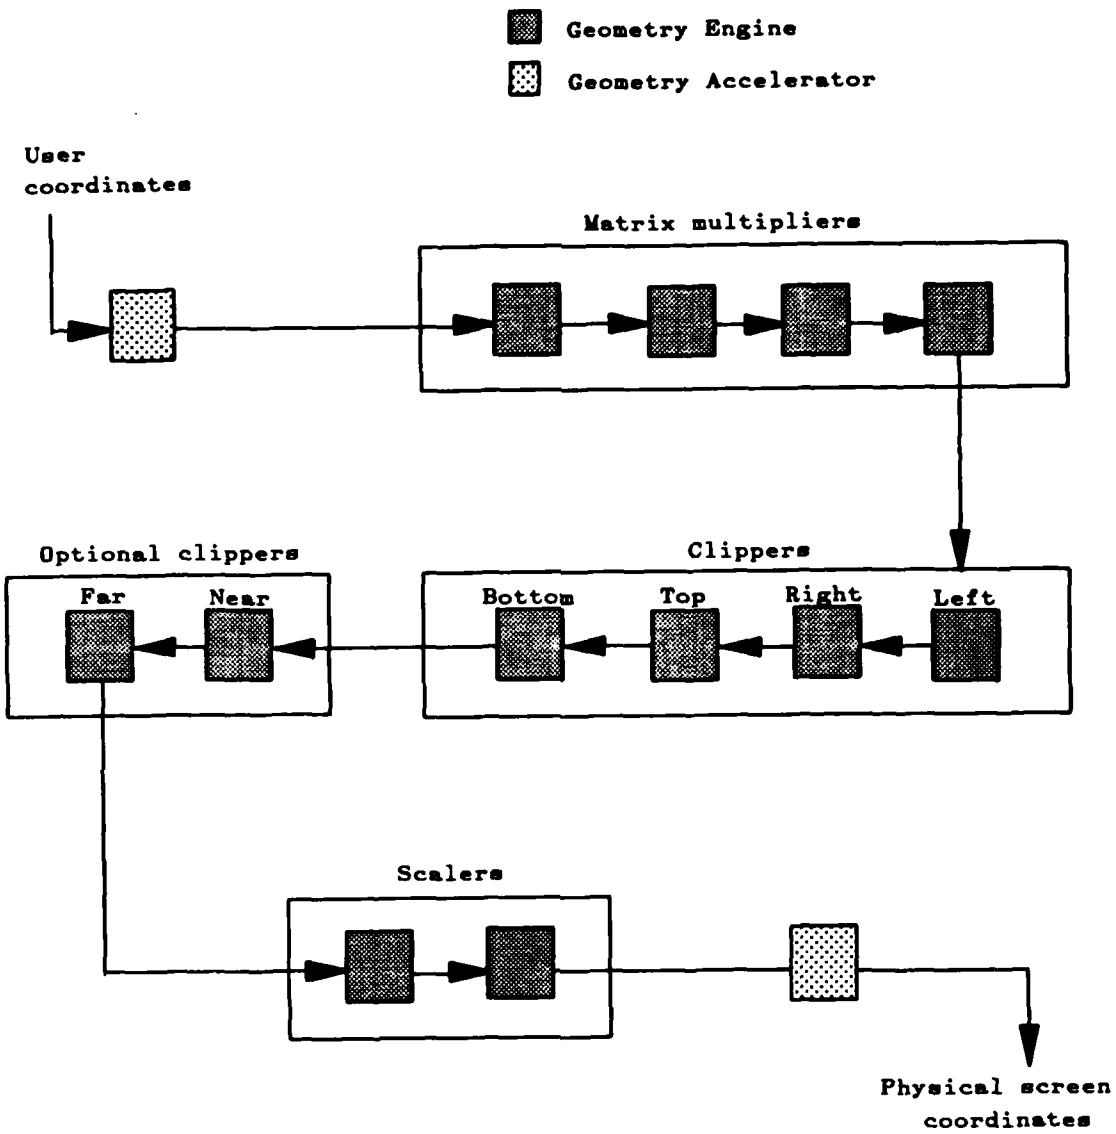 Geometry Engine
Geometry Accelerator
User
coordinates
Matrix multipliers
Optional clippers
Clippers
Far
Near
Bottom
Top
Right
Left
Scalers
Physical screen
coordinates